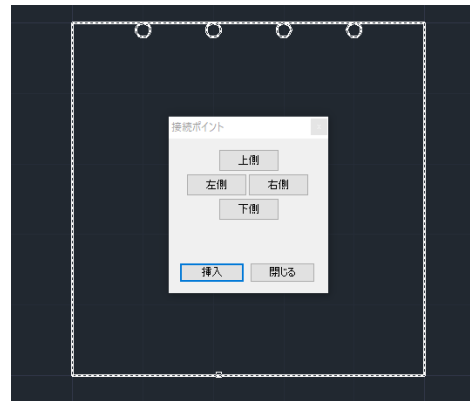 接続ポイント
上側
左側 右側
下側
挿入 閉じる